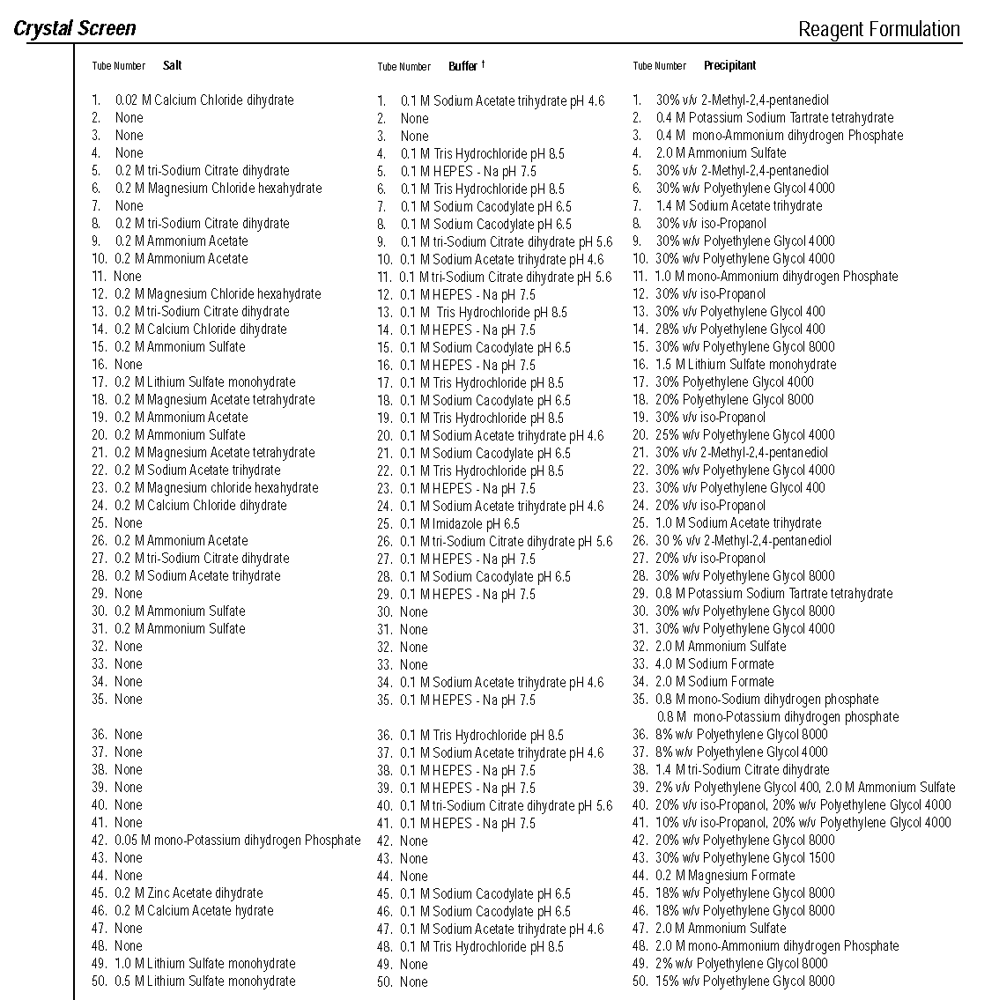 Crystal Screen Reagent Formulation
Tube Number Salt Tube Number Buffer † Tube Number Precipitant
1. 0.02 M Calcium Chloride dihydrate 1. 0.1 M Sodium Acetate trihydrate pH 4.6 1. 30% v/v 2-Methyl-2,4-pentanediol
2. None 2. None 2. 0.4 M Potassium Sodium Tartrate tetrahydrate
3. None 3. None 3. 0.4 M mono-Ammonium dihydrogen Phosphate
4. None 4. 0.1 M Tris Hydrochloride pH 8.5 4. 2.0 M Ammonium Sulfate
5. 0.2 M tri-Sodium Citrate dihydrate 5. 0.1 M HEPES - Na pH 7.5 5. 30% v/v 2-Methyl-2,4-pentanediol
6. 0.2 M Magnesium Chloride hexahydrate 6. 0.1 M Tris Hydrochloride pH 8.5 6. 30% w/v Polyethylene Glycol 4000
7. None 7. 0.1 M Sodium Cacodylate pH 6.5 7. 1.4 M Sodium Acetate trihydrate
8. 0.2 M tri-Sodium Citrate dihydrate 8. 0.1 M Sodium Cacodylate pH 6.5 8. 30% v/v iso-Propanol
9. 0.2 M Ammonium Acetate 9. 0.1 M tri-Sodium Citrate dihydrate pH 5.6 9. 30% w/v Polyethylene Glycol 4000
10. 0.2 M Ammonium Acetate 10. 0.1 M Sodium Acetate trihydrate pH 4.6 10. 30% w/v Polyethylene Glycol 4000
11. None 11. 0.1 M tri-Sodium Citrate dihydrate pH 5.6 11. 1.0 M mono-Ammonium dihydrogen Phosphate
12. 0.2 M Magnesium Chloride hexahydrate 12. 0.1 M HEPES - Na pH 7.5 12. 30% v/v iso-Propanol
13. 0.2 M tri-Sodium Citrate dihydrate 13. 0.1 M Tris Hydrochloride pH 8.5 13. 30% v/v Polyethylene Glycol 400
14. 0.2 M Calcium Chloride dihydrate 14. 0.1 M HEPES - Na pH 7.5 14. 28% v/v Polyethylene Glycol 400
15. 0.2 M Ammonium Sulfate 15. 0.1 M Sodium Cacodylate pH 6.5 15. 30% w/v Polyethylene Glycol 8000
16. None 16. 0.1 M HEPES - Na pH 7.5 16. 1.5 M Lithium Sulfate monohydrate
17. 0.2 M Lithium Sulfate monohydrate 17. 0.1 M Tris Hydrochloride pH 8.5 17. 30% Polyethylene Glycol 4000
18. 0.2 M Magnesium Acetate tetrahydrate 18. 0.1 M Sodium Cacodylate pH 6.5 18. 20% Polyethylene Glycol 8000
19. 0.2 M Ammonium Acetate 19. 0.1 M Tris Hydrochloride pH 8.5 19. 30% v/v iso-Propanol
20. 0.2 M Ammonium Sulfate 20. 0.1 M Sodium Acetate trihydrate pH 4.6 20. 25% w/v Polyethylene Glycol 4000
21. 0.2 M Magnesium Acetate tetrahydrate 21. 0.1 M Sodium Cacodylate pH 6.5 21. 30% v/v 2-Methyl-2,4-pentanediol
22. 0.2 M Sodium Acetate trihydrate 22. 0.1 M Tris Hydrochloride pH 8.5 22. 30% w/v Polyethylene Glycol 4000
23. 0.2 M Magnesium chloride hexahydrate 23. 0.1 M HEPES - Na pH 7.5 23. 30% v/v Polyethylene Glycol 400
24. 0.2 M Calcium Chloride dihydrate 24. 0.1 M Sodium Acetate trihydrate pH 4.6 24. 20% v/v iso-Propanol
25. None 25. 0.1 M Imidazole pH 6.5 25. 1.0 M Sodium Acetate trihydrate
26. 0.2 M Ammonium Acetate 26. 0.1 M tri-Sodium Citrate dihydrate pH 5.6 26. 30 % v/v 2-Methyl-2,4-pentanediol
27. 0.2 M tri-Sodium Citrate dihydrate 27. 0.1 M HEPES - Na pH 7.5 27. 20% v/v iso-Propanol
28. 0.2 M Sodium Acetate trihydrate 28. 0.1 M Sodium Cacodylate pH 6.5 28. 30% w/v Polyethylene Glycol 8000
29. None 29. 0.1 M HEPES - Na pH 7.5 29. 0.8 M Potassium Sodium Tartrate tetrahydrate
30. 0.2 M Ammonium Sulfate 30. None 30. 30% w/v Polyethylene Glycol 8000
31. 0.2 M Ammonium Sulfate 31. None 31. 30% w/v Polyethylene Glycol 4000
32. None 32. None 32. 2.0 M Ammonium Sulfate
33. None 33. None 33. 4.0 M Sodium Formate
34. None 34. 0.1 M Sodium Acetate trihydrate pH 4.6 34. 2.0 M Sodium Formate
35. None 35. 0.1 M HEPES - Na pH 7.5 35. 0.8 M mono-Sodium dihydrogen phosphate
0.8 M mono-Potassium dihydrogen phosphate
36. None 36. 0.1 M Tris Hydrochloride pH 8.5 36. 8% w/v Polyethylene Glycol 8000
37. None 37. 0.1 M Sodium Acetate trihydrate pH 4.6 37. 8% w/v Polyethylene Glycol 4000
38. None 38. 0.1 M HEPES - Na pH 7.5 38. 1.4 M tri-Sodium Citrate dihydrate
39. None 39. 0.1 M HEPES - Na pH 7.5 39. 2% v/v Polyethylene Glycol 400, 2.0 M Ammonium Sulfate
40. None 40. 0.1 M tri-Sodium Citrate dihydrate pH 5.6 40. 20% v/v iso-Propanol, 20% w/v Polyethylene Glycol 4000
41. None 41. 0.1 M HEPES - Na pH 7.5 41. 10% v/v iso-Propanol, 20% w/v Polyethylene Glycol 4000
42. 0.05 M mono-Potassium dihydrogen Phosphate 42. None 42. 20% w/v Polyethylene Glycol 8000
43. None 43. None 43. 30% w/v Polyethylene Glycol 1500
44. None 44. None 44. 0.2 M Magnesium Formate
45. 0.2 M Zinc Acetate dihydrate 45. 0.1 M Sodium Cacodylate pH 6.5 45. 18% w/v Polyethylene Glycol 8000
46. 0.2 M Calcium Acetate hydrate 46. 0.1 M Sodium Cacodylate pH 6.5 46. 18% w/v Polyethylene Glycol 8000
47. None 47. 0.1 M Sodium Acetate trihydrate pH 4.6 47. 2.0 M Ammonium Sulfate
48. None 48. 0.1 M Tris Hydrochloride pH 8.5 48. 2.0 M mono-Ammonium dihydrogen Phosphate
49. 1.0 M Lithium Sulfate monohydrate 49. None 49. 2% w/v Polyethylene Glycol 8000
50. 0.5 M Lithium Sulfate monohydrate 50. None 50. 15% w/v Polyethylene Glycol 8000